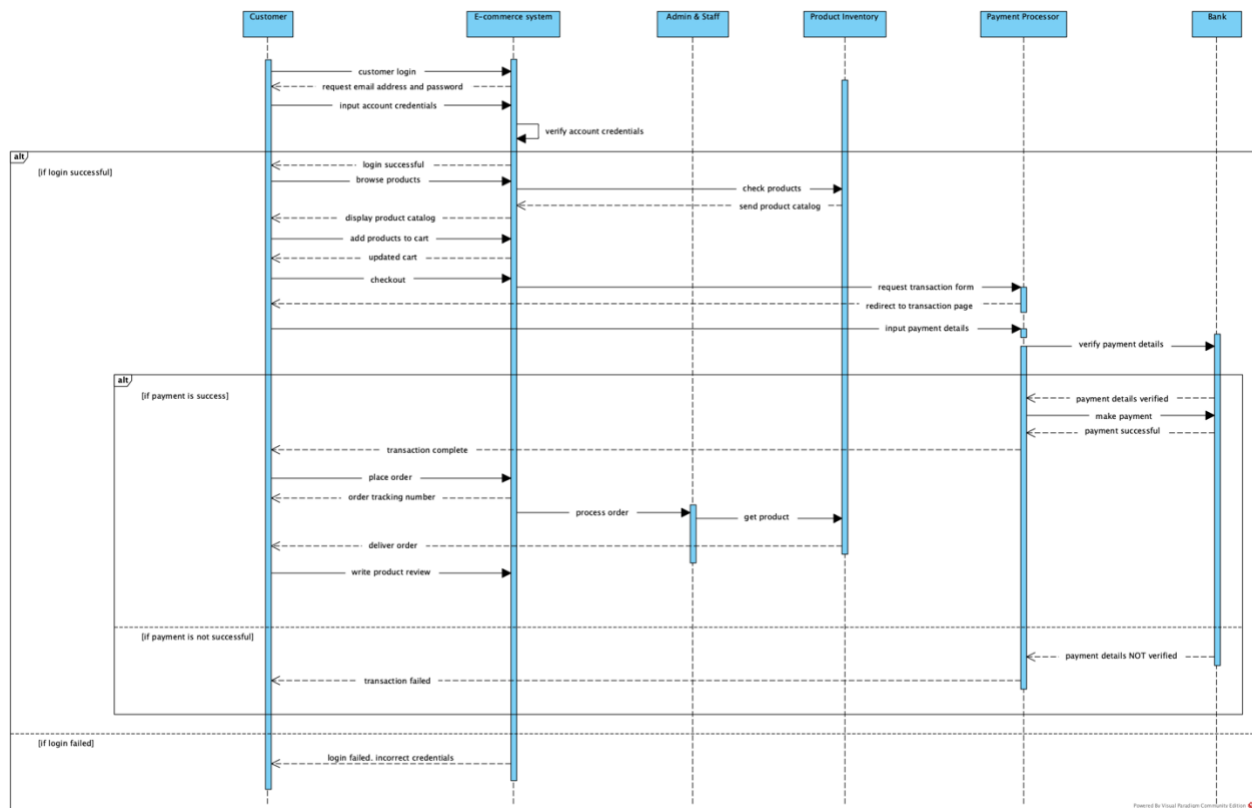 Customer
E-commerce system
Admin & Staff
Product Inventory
Payment Processor
Bank
customer login
request email address and password
input account credentials
verify account credentials
alt
[if login successful]
login successful
browse products
check products
send product catalog
display product catalog
add products to cart
updated cart
checkout
request transaction form
redirect to transaction page
input payment details
verify payment details
alt
[if payment is success]
payment details verified
make payment
payment successful
transaction complete
place order
order tracking number
process order
get product
deliver order
write product review
[if payment is not successful]
payment details NOT verified
transaction failed
[if login failed]
login failed. incorrect credentials
Powered By Visual Paradigm Community Edition